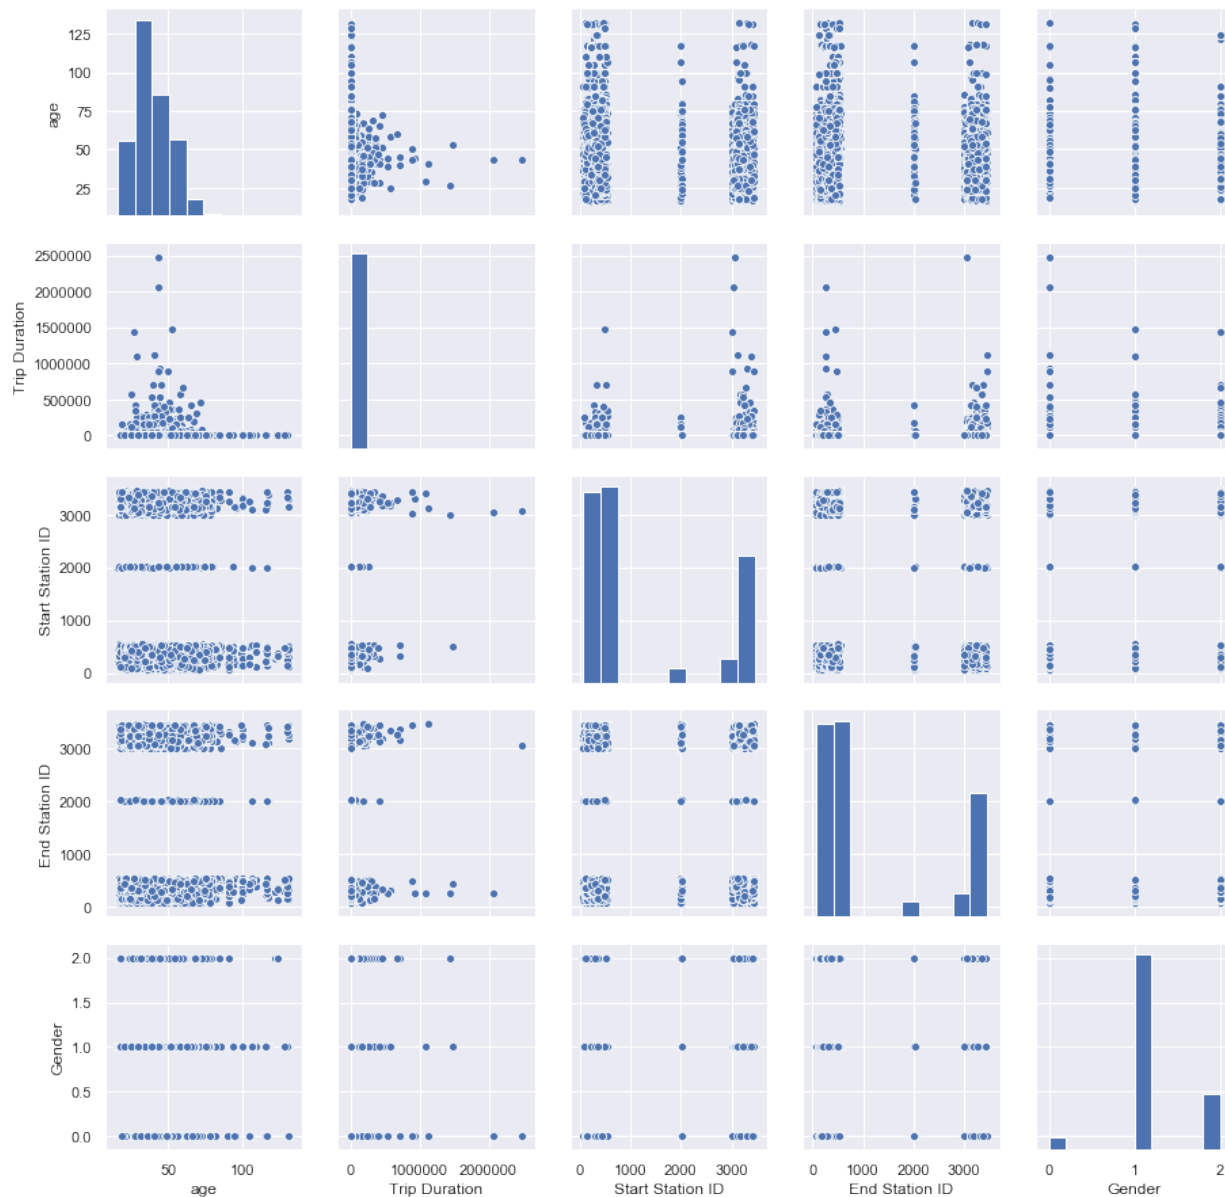 125
100
75
50
25
age
2500000
2000000
1500000
1000000
500000
0
Trip Duration
3000
2000
1000
0
Start Station ID
3000
2000
1000
0
End Station ID
2.0
1.5
1.0
0.5
0.0
Gender
50 100
age
0 1000000 2000000
Trip Duration
0 1000 2000 3000
Start Station ID
0 1000 2000 3000
End Station ID
0 1 2
Gender